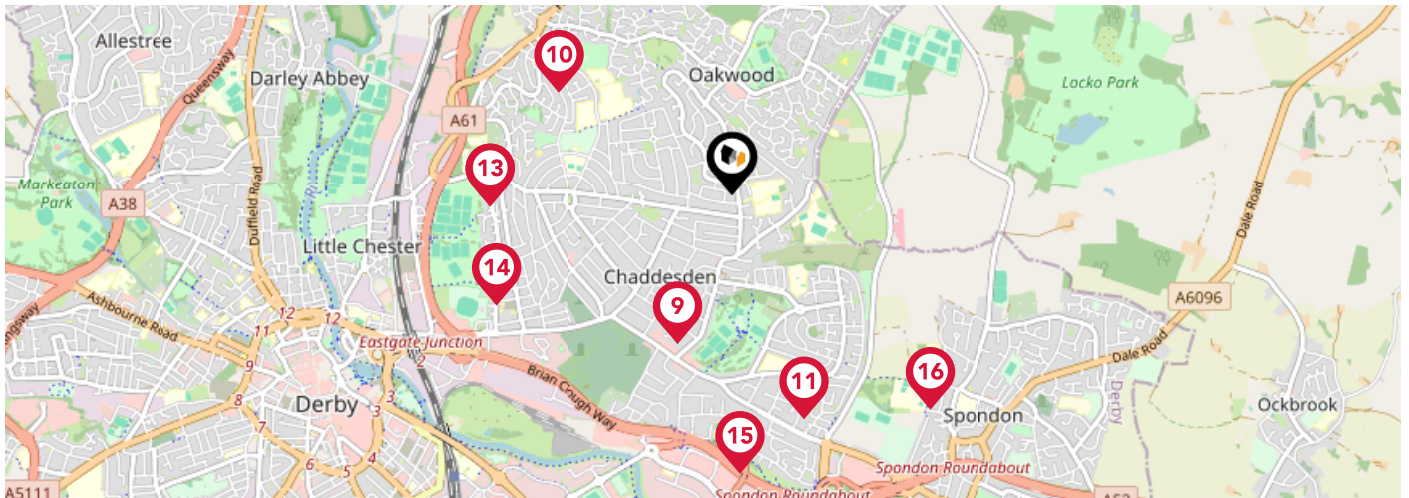 10
Allestree
Oakwood
Darley Abbey
Queensway
Locko Park
A61
13
Markeaton
Park
A38
Duffield Road
Dale Road
Little Chester
14
Chaddesden
9
A6096
Ashbourne Road
12
12
11
Eastgate Junction
2
9
Dale Road
Brian Clough Way
11
16
Derby
8
3
3
Derby
Ockbrook
Spondon
7
15
4
5
6
Spondon Roundabout
A5111
Spondon Roundabout
A52